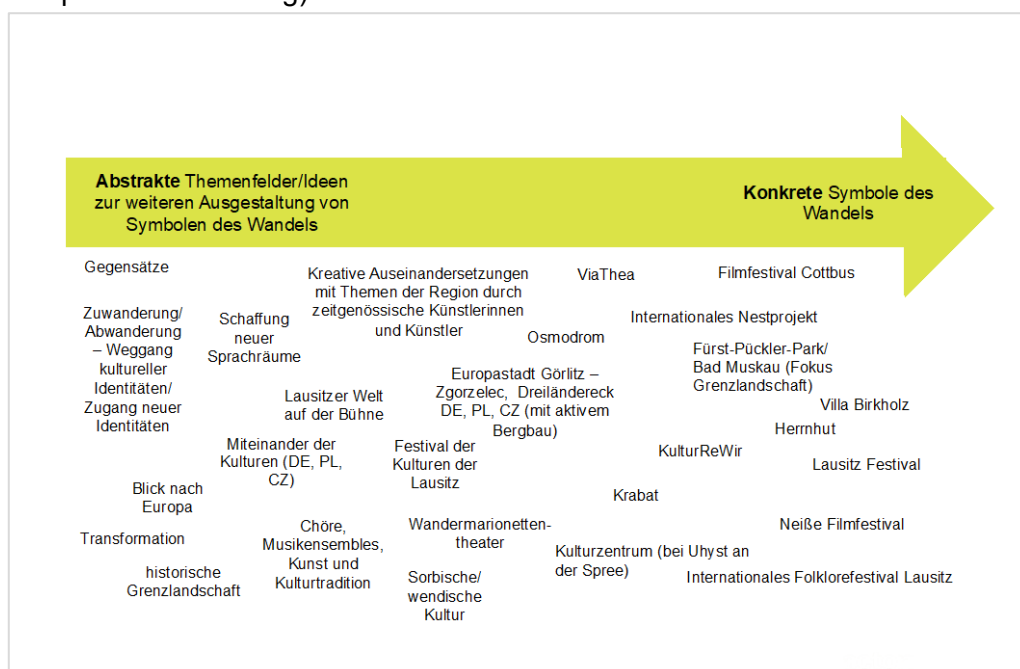 Abstrakte Themenfelder/Ideen
zur weiteren Ausgestaltung von
Symbolen des Wandels
Konkrete Symbole des
Wandels
Gegensätze
Zuwanderung/
Abwanderung
– Weggang
kultureller
Identitäten/
Zugang neuer
Identitäten
Schaffung
neuer
Sprachräume
Kreative Auseinandersetzungen
mit Themen der Region durch
zeitgenössische Künstlerinnen
und Künstler
ViaThea
Filmfestival Cottbus
Osmodrom
Internationales Nestprojekt
Fürst-Pückler-Park/
Bad Muskau (Fokus
Grenzlandschaft)
Lausitzer Welt
auf der Bühne
Europastadt Görlitz –
Zgorzelec, Dreiländereck
DE, PL, CZ (mit aktivem
Bergbau)
Villa Birkholz
Herrnhut
Miteinander der
Kulturen (DE, PL,
CZ)
Festival der
Kulturen der
Lausitz
KulturReWir
Lausitz Festival
Blick nach
Europa
Krabat
Transformation
Chöre,
Musikensembles,
Kunst und
Kulturtradition
Wandermarionetten-
theater
Neiße Filmfestival
historische
Grenzlandschaft
Sorbische/
wendische
Kultur
Kulturzentrum (bei Uhyst an
der Spree)
Internationales Folklorefestival Lausitz